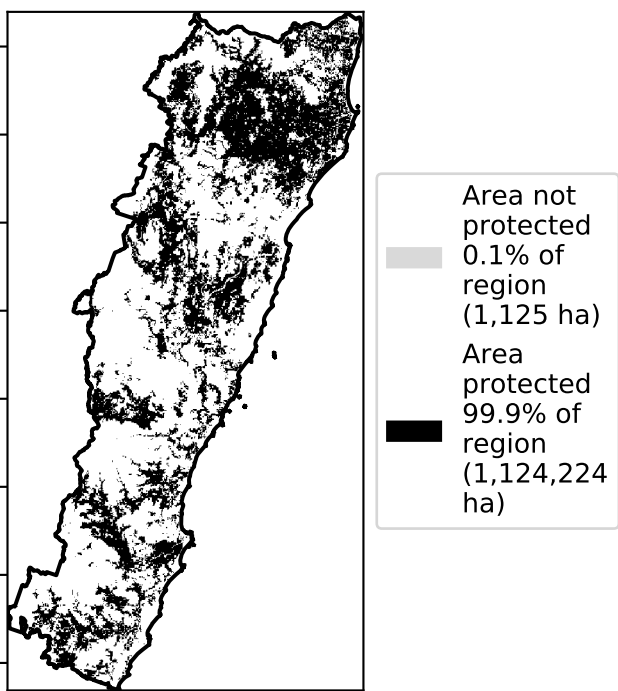 Area not
protected
0.1% of
region
(1,125 ha)
Area
protected
99.9% of
region
(1,124,224
ha)